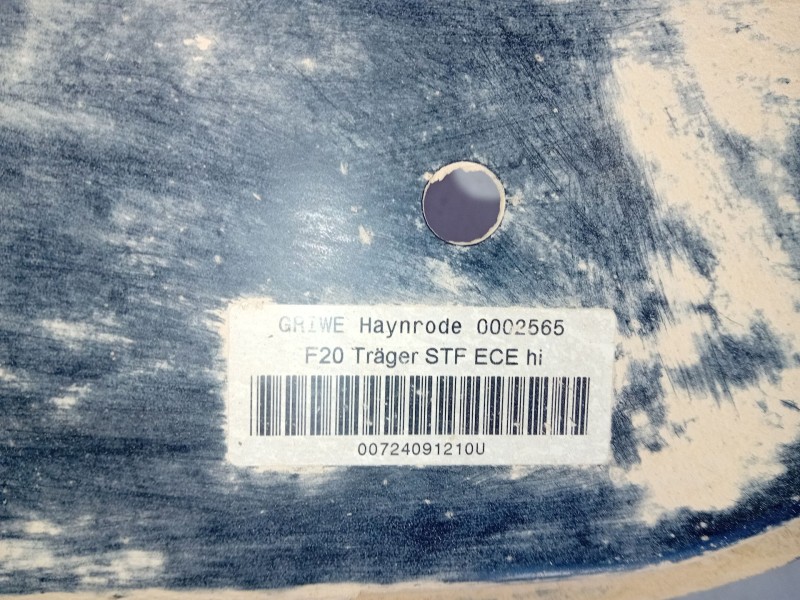 GRIWE Haynrode 0002565
F20 Träger STF ECE hi
00724091210U